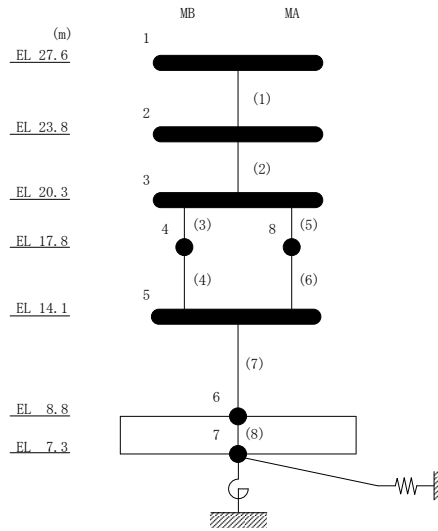 MB MA
(m)
1
EL 27.6
(1)
2
EL 23.8
(2)
3
EL 20.3
(3) (5)
4 8
EL 17.8
(4) (6)
5
EL 14.1
(7)
6
EL 8.8
7 (8)
EL 7.3